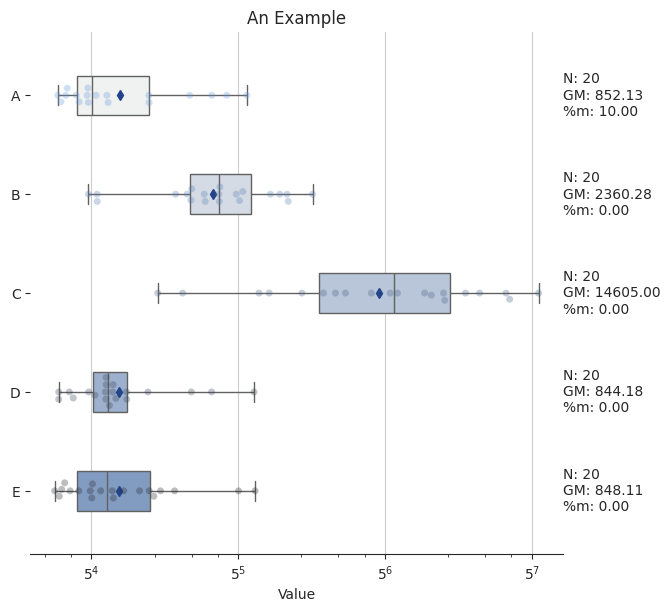 An Example
A
N: 20
GM: 852.13
%m: 10.00
B
N: 20
GM: 2360.28
%m: 0.00
C
N: 20
GM: 14605.00
%m: 0.00
D
N: 20
GM: 844.18
%m: 0.00
E
N: 20
GM: 848.11
%m: 0.00
5⁴ 5⁵ 5⁶ 5⁷
Value